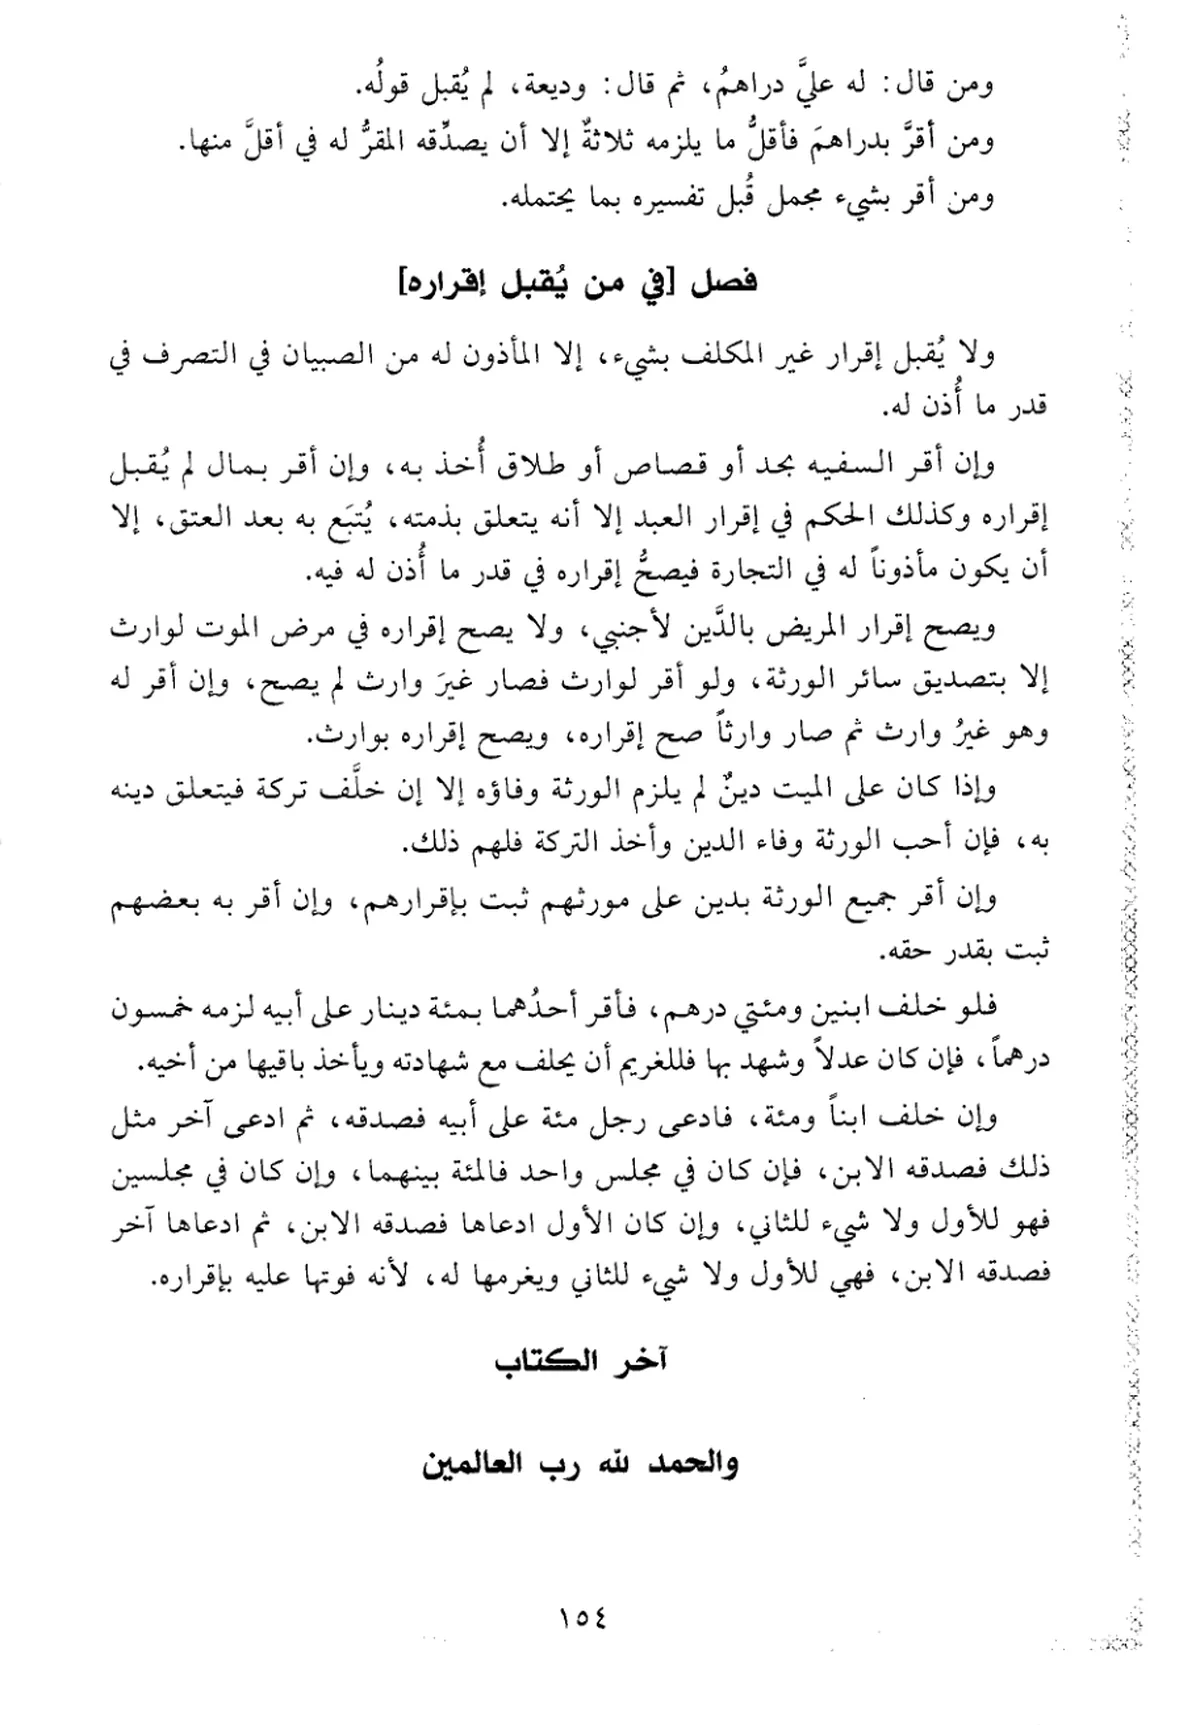 ومن قال: له عليَّ دراهمُ، ثم قال: وديعة، لم يُقبل قولُه.
ومن أقرَّ بدراهمَ فأقلُّ ما يلزمه ثلاثةٌ إلا أن يصدِّقه المقرُّ له في أقلَّ منها.
ومن أقر بشيء مجمل قُبل تفسيره بما يحتمله.
فصل [في من يُقبل إقراره]
ولا يُقبل إقرار غير المكلف بشيء، إلا المأذون له من الصبيان في التصرف في
قدر ما أُذن له.
وإن أقر السفيه بحد أو قصاص أو طلاق أُخذ به، وإن أقر بمال لم يُقبل
إقراره وكذلك الحكم في إقرار العبد إلا أنه يتعلق بذمته، يُتبَع به بعد العتق، إلا
أن يكون مأذوناً له في التجارة فيصحُّ إقراره في قدر ما أُذن له فيه.
ويصح إقرار المريض بالدَّين لأجنبي، ولا يصح إقراره في مرض الموت لوارث
إلا بتصديق سائر الورثة، ولو أقر لوارث فصار غيرَ وارث لم يصح، وإن أقر له
وهو غيرُ وارث ثم صار وارثاً صح إقراره، ويصح إقراره بوارث.
وإذا كان على الميت دينٌ لم يلزم الورثة وفاؤه إلا إن خلَّف تركة فيتعلق دينه
به، فإن أحب الورثة وفاء الدين وأخذ التركة فلهم ذلك.
وإن أقر جميع الورثة بدين على مورثهم ثبت بإقرارهم، وإن أقر به بعضهم
ثبت بقدر حقه.
فلو خلف ابنين ومئتي درهم، فأقر أحدُهما بمئة دينار على أبيه لزمه خمسون
درهماً، فإن كان عدلاً وشهد بها فللغريم أن يحلف مع شهادته ويأخذ باقيها من أخيه.
وإن خلف ابناً ومئة، فادعى رجل مئة على أبيه فصدقه، ثم ادعى آخر مثل
ذلك فصدقه الابن، فإن كان في مجلس واحد فالمئة بينهما، وإن كان في مجلسين
فهو للأول ولا شيء للثاني، وإن كان الأول ادعاها فصدقه الابن، ثم ادعاها آخر
فصدقه الابن، فهي للأول ولا شيء للثاني ويغرمها له، لأنه فوتها عليه بإقراره.
آخر الكتاب
والحمد لله رب العالمين
١٥٤